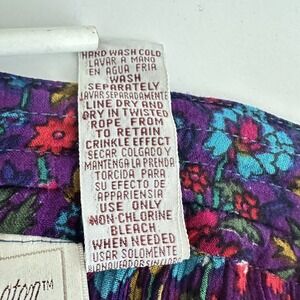 HAND WASH COLD
LAVAR A MANO
EN AGUA FRIA
WASH
SEPARATELY
LAVAR SEPARADAMENTE
LINE DRY AND
DRY IN TWISTED
ROPE FROM
TO RETAIN
CRINKLE EFFECT
SECAR COLGADO Y
MANTENGA LA PRENDA
TORCIDA PARA
SU EFECTO DE
APPARIENSIA
USE ONLY
NON-CHLORINE
BLEACH
WHEN NEEDED
USAR SOLOMENTE